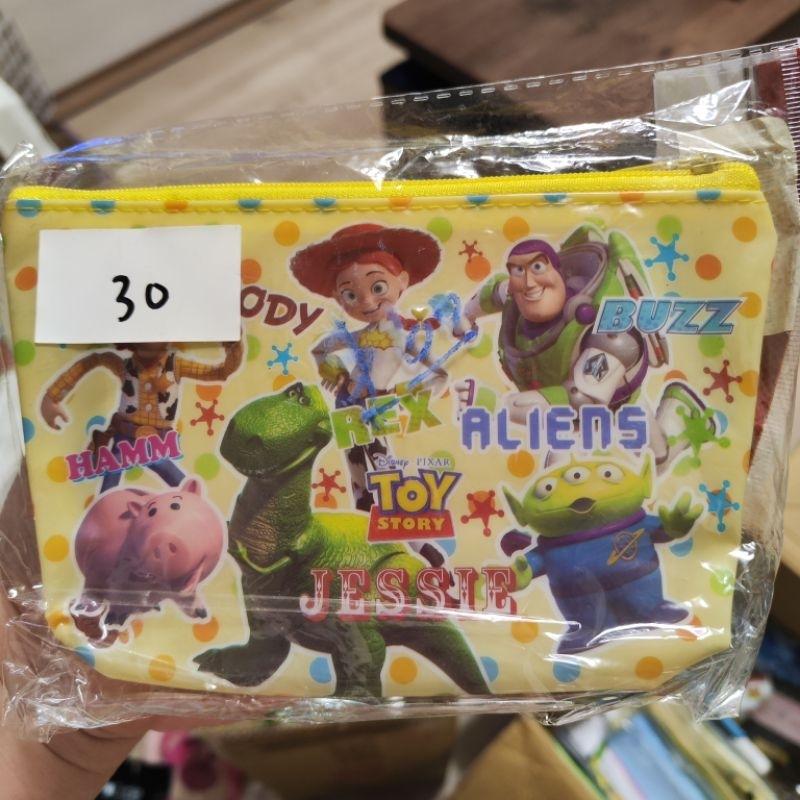 30
ODY
BUZZ
REX
ALIENS
HAMM
Disney PIXAR
TOY
STORY
JESSIE